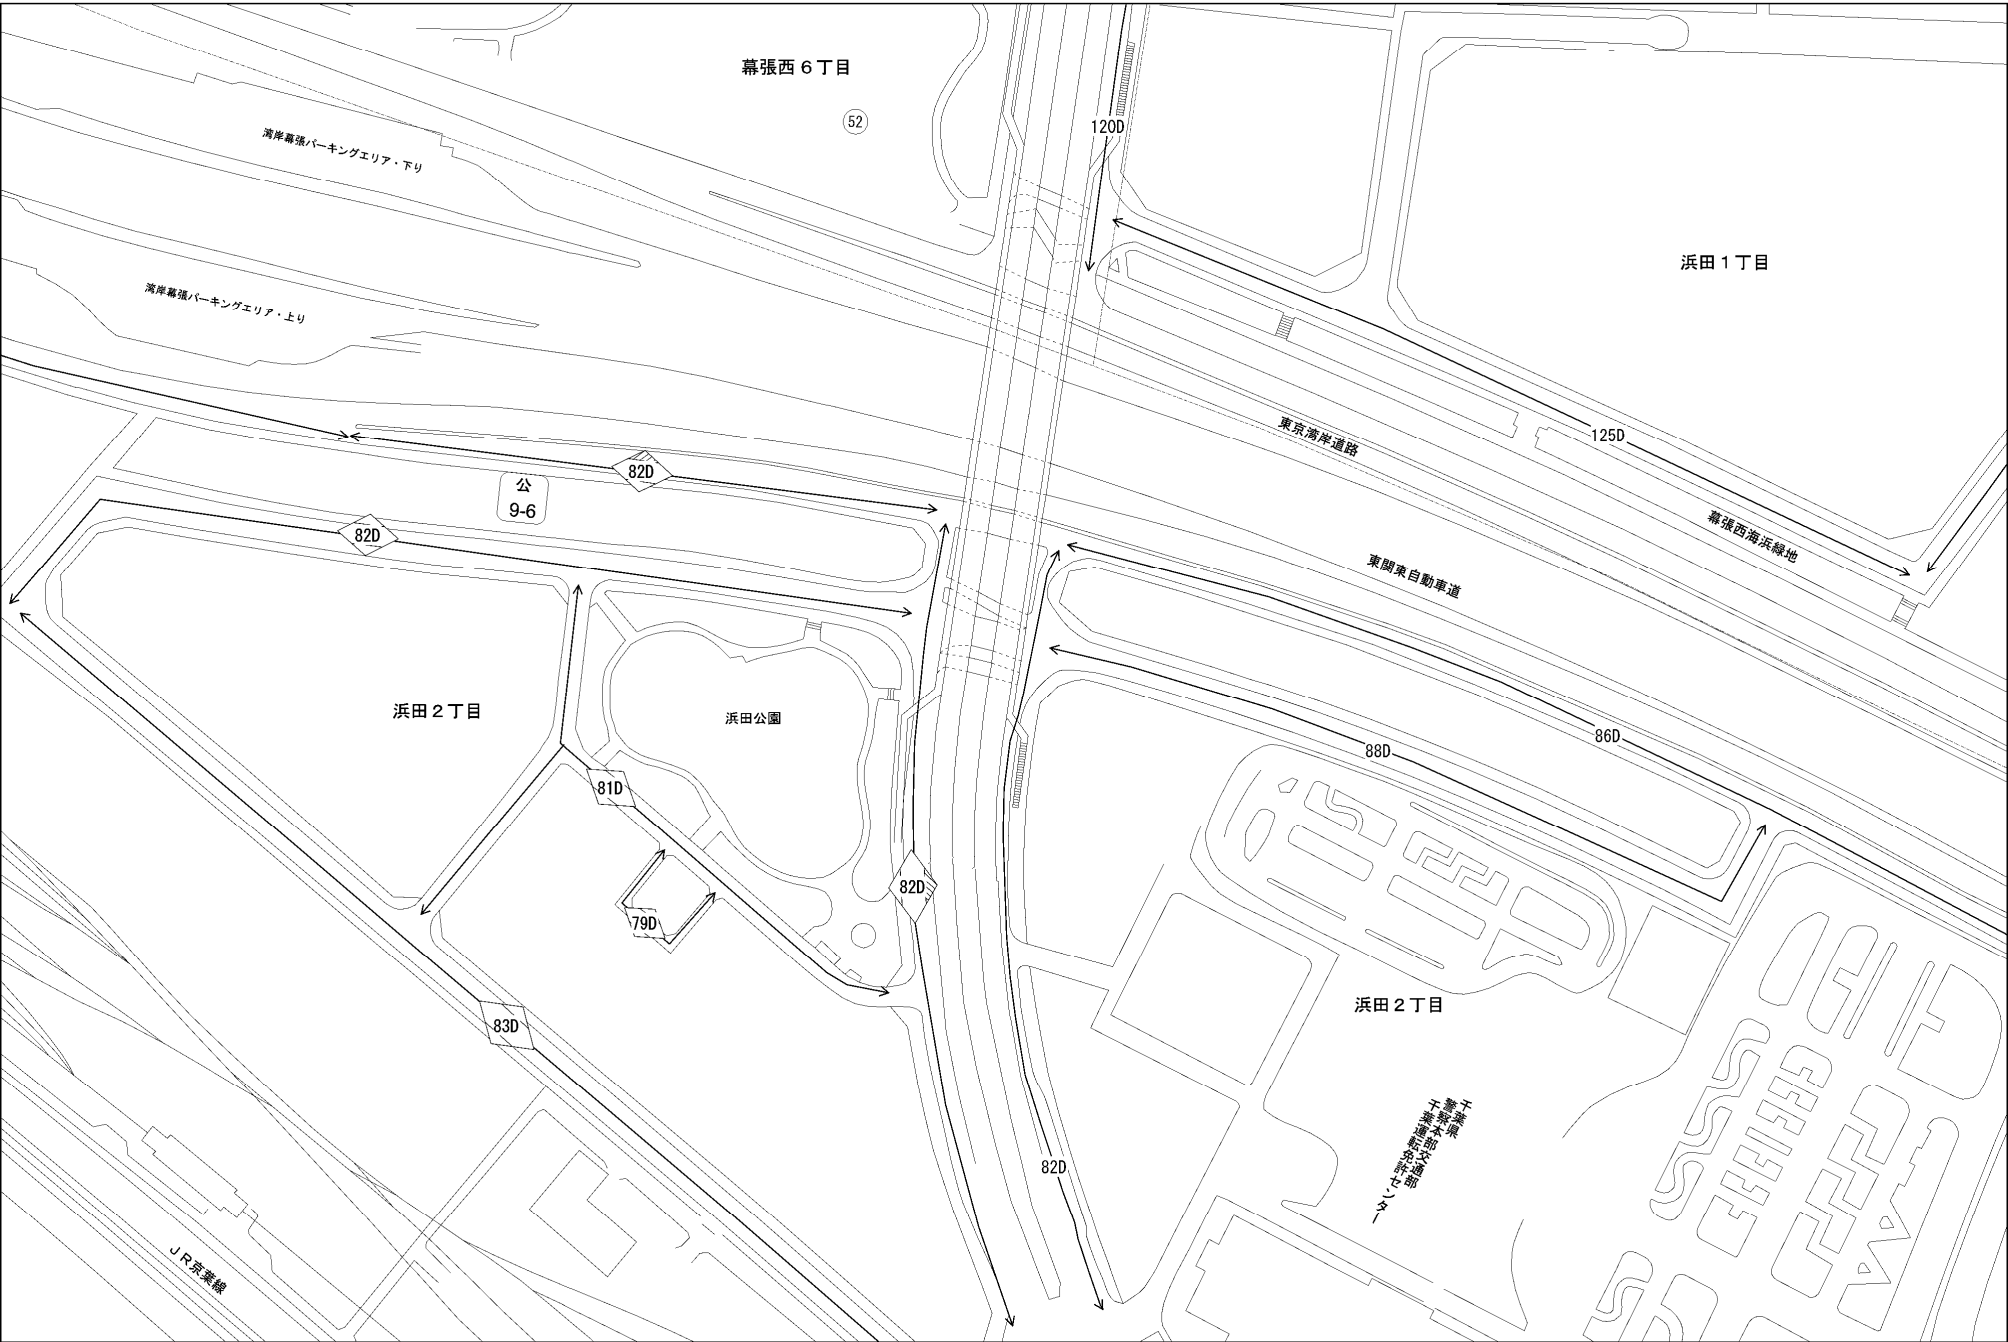 幕張西６丁目
52
120D
湾岸幕張パーキングエリア・下り
浜田１丁目
湾岸幕張パーキングエリア・上り
125D
東京湾岸道路
82D
公
9-6
幕張西海浜緑地
82D
東関東自動車道
浜田２丁目
浜田公園
86D
88D
81D
82D
79D
浜田２丁目
83D
千葉県
警察本部交通部
千葉運転免許センター
82D
ＪＲ京葉線